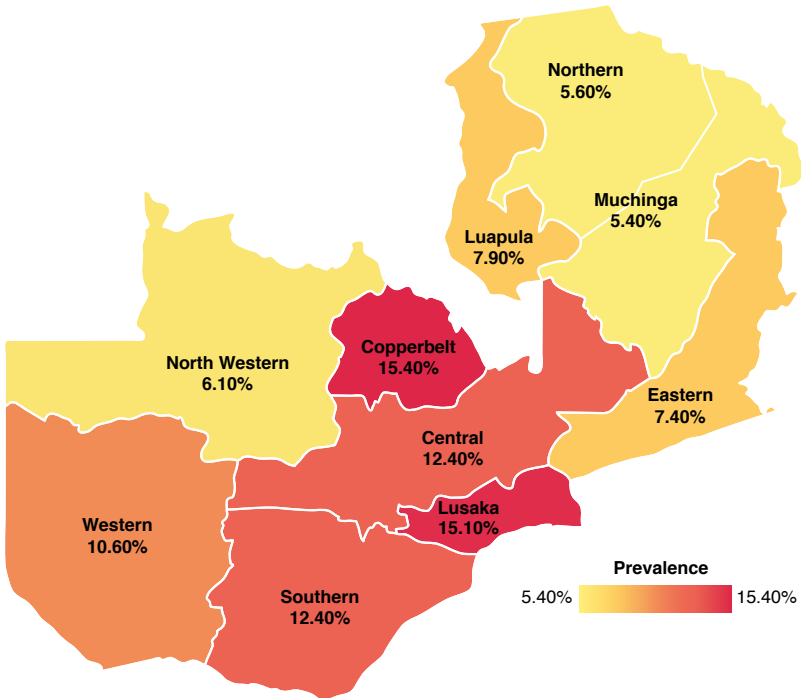 Northern
5.60%
Muchinga
5.40%
Luapula
7.90%
Copperbelt
15.40%
North Western
6.10%
Eastern
7.40%
Central
12.40%
Lusaka
15.10%
Western
10.60%
Southern
12.40%
Prevalence
5.40% 15.40%